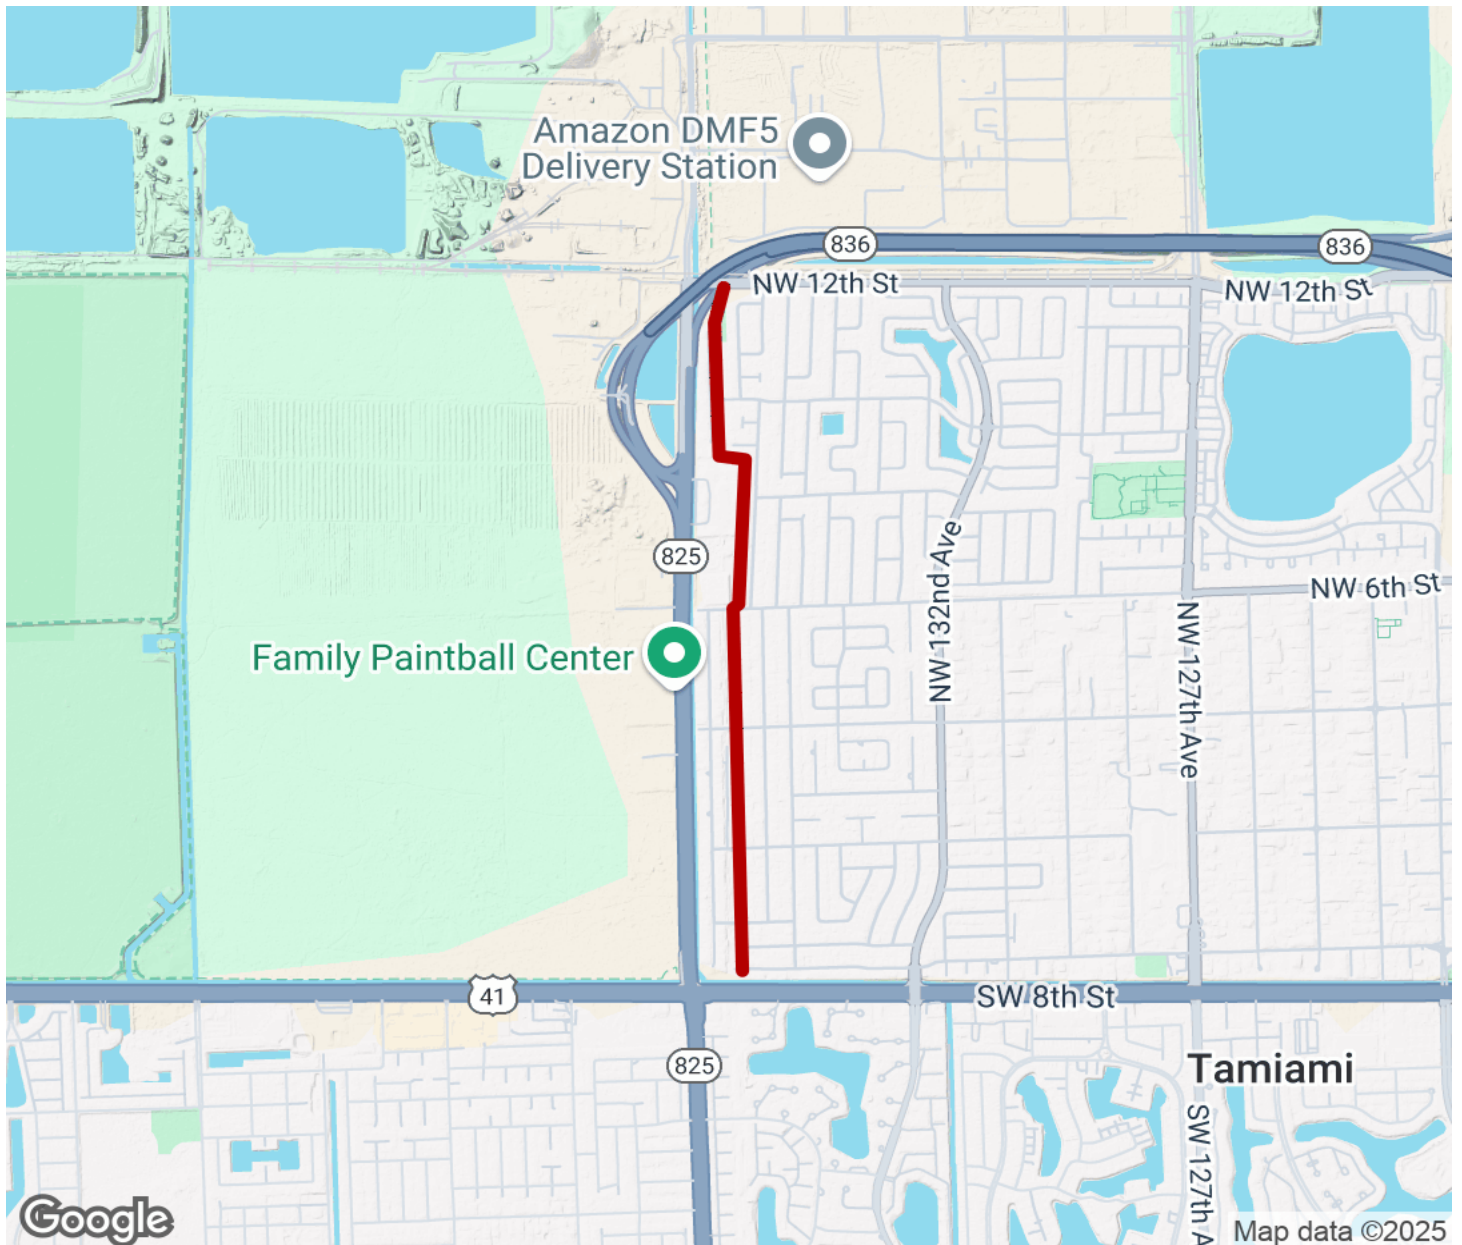 Amazon DMF5
Delivery Station
836
836
NW 12th St
NW 12th St
825
NW 132nd Ave
NW 6th St
Family Paintball Center
NW 127th Ave
41
SW 8th St
825
Tamiami
SW 127th A
Google
Map data ©2025